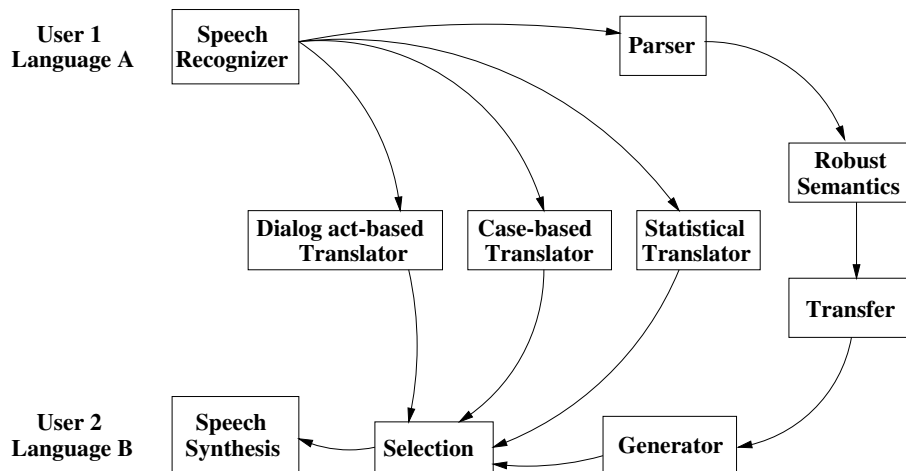 User 1
Language A
Speech
Recognizer
Parser
Robust
Semantics
Dialog act-based
Translator
Case-based
Translator
Statistical
Translator
Transfer
User 2
Language B
Speech
Synthesis
Selection
Generator